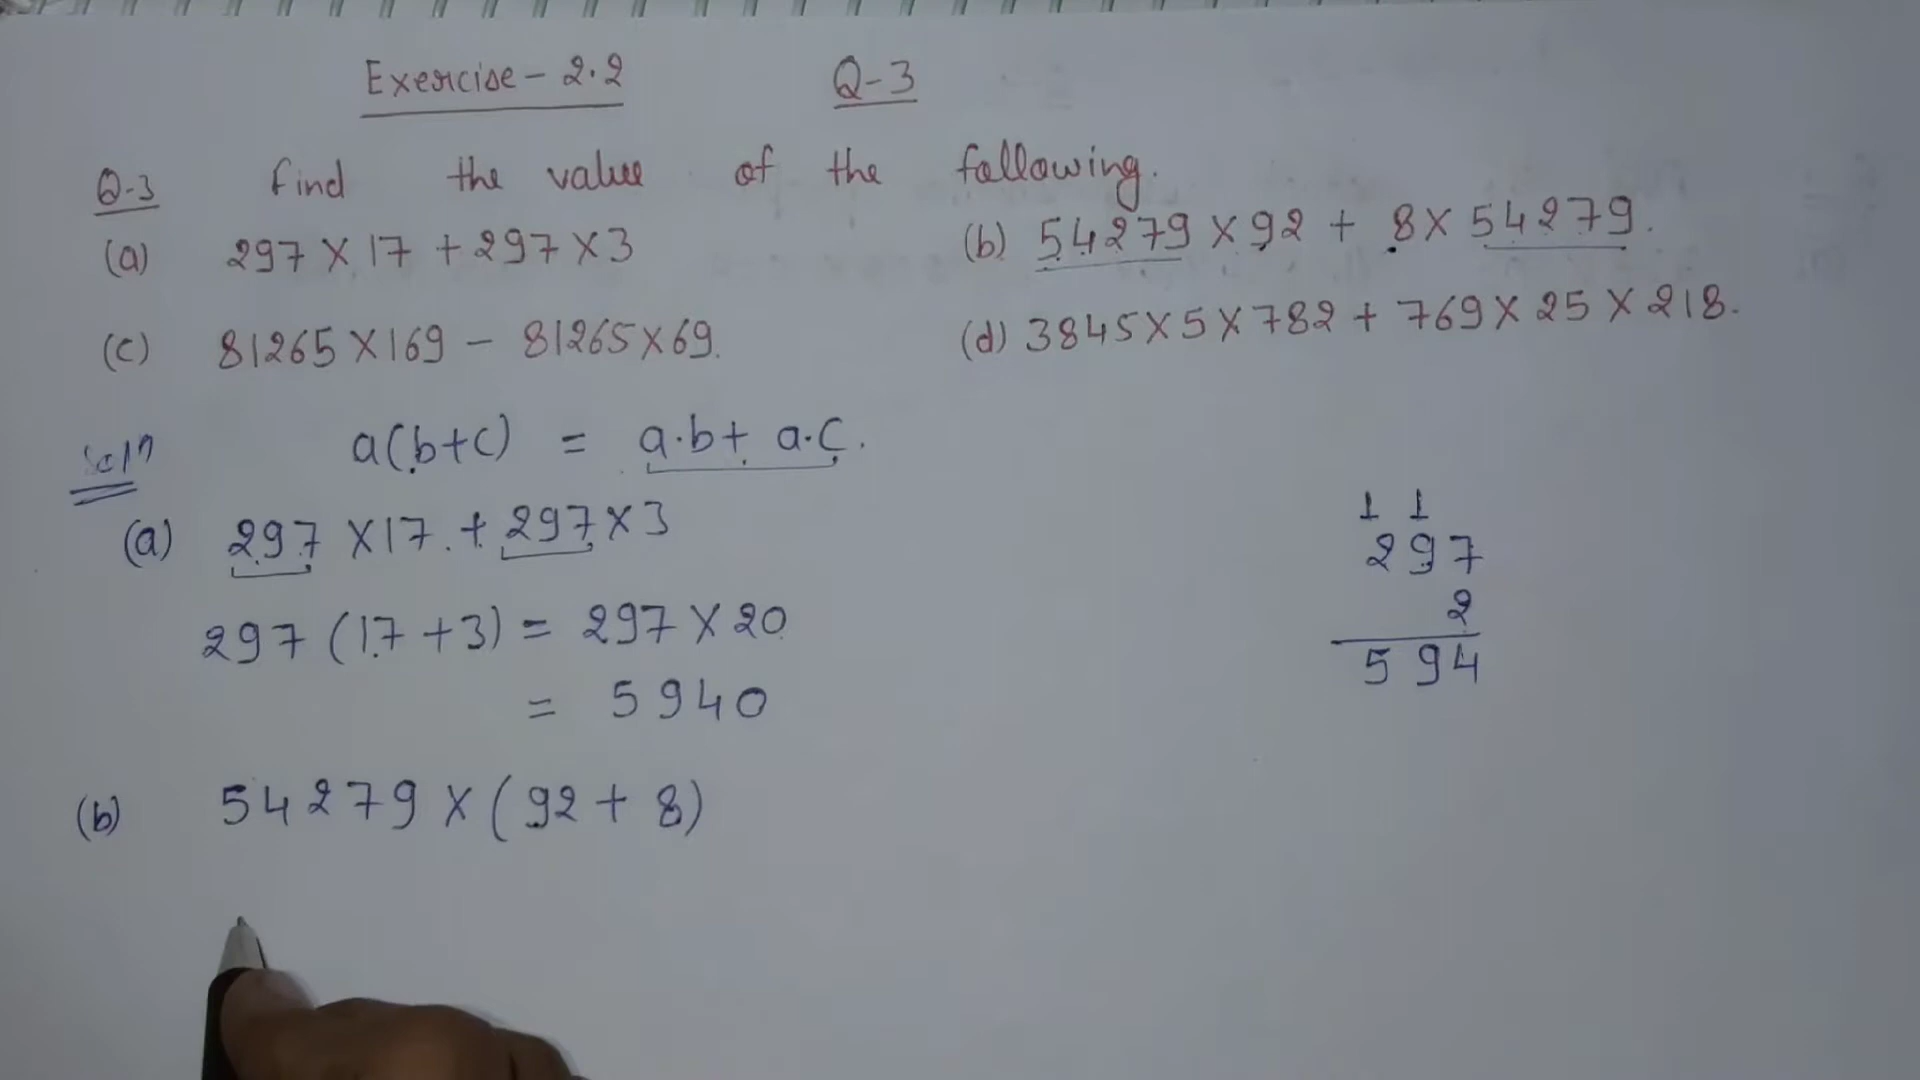 Exercise - 2.2 Q-3
Q-3 Find the value of the following.
(a) 297 × 17 + 297 × 3 (b) 54279 × 92 + 8 × 54279.
(c) 81265 × 169 - 81265 × 69. (d) 3845 × 5 × 782 + 769 × 25 × 218.
Solⁿ a(b+c) = a.b + a.c.
(a) 297 × 17 + 297 × 3
297 (17 + 3) = 297 × 20
= 5940
1 1
297
2
594
(b) 54279 × (92 + 8)